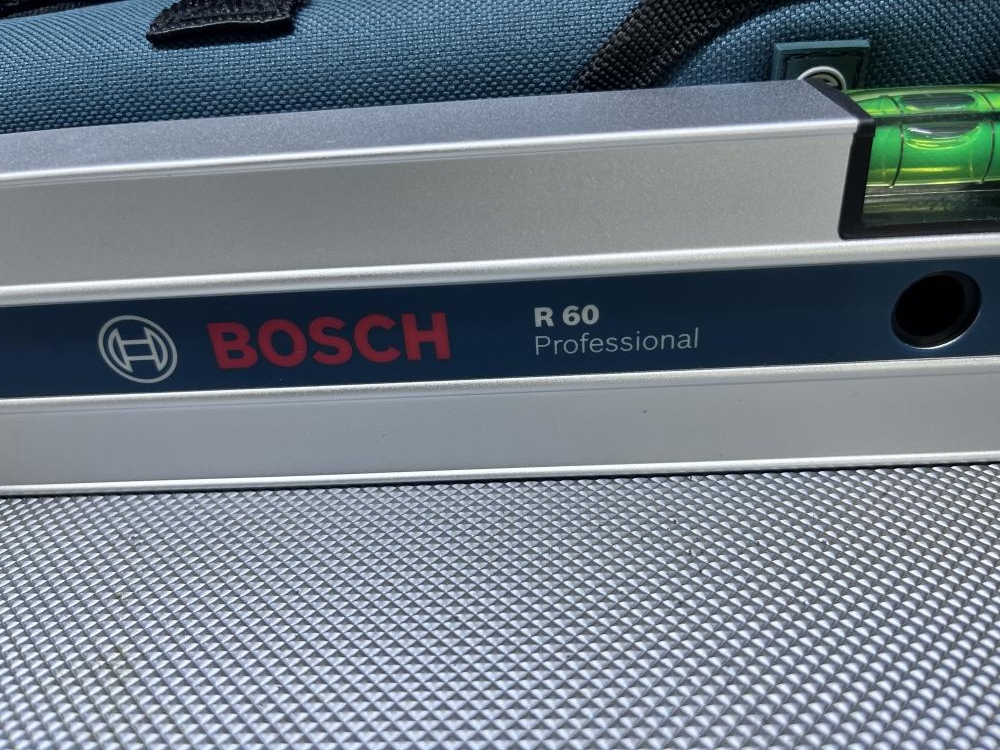 BOSCH
R 60
Professional